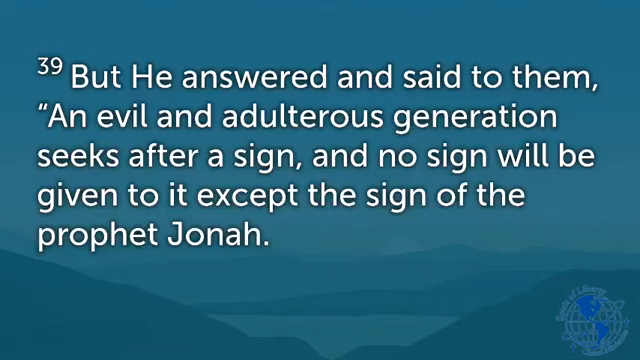 39 But He answered and said to them,
“An evil and adulterous generation
seeks after a sign, and no sign will be
given to it except the sign of the
prophet Jonah.